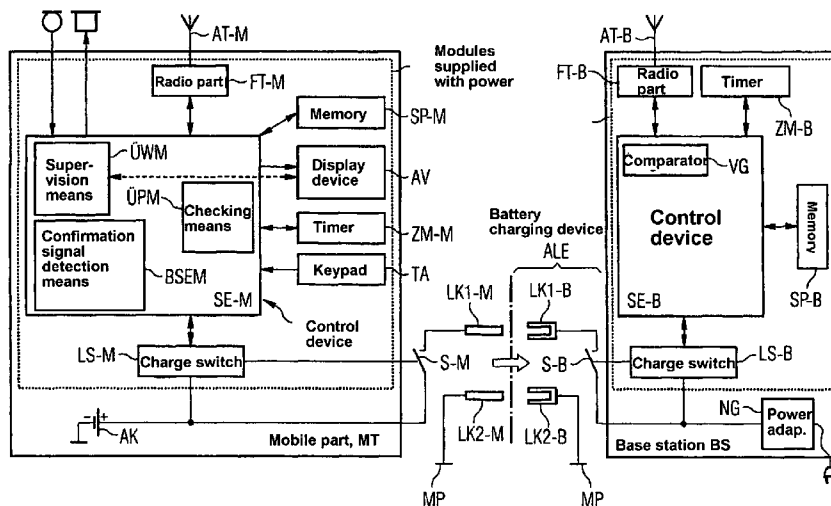 AT-M
Modules
supplied
with power
Radio part
FT-M
Memory
SP-M
ÜWM
Super-
vision
means
Display
device
AV
ÜPM
Checking
means
Timer
ZM-M
Confirmation
signal
detection
means
BSEM
Keypad
TA
SE-M
Control
device
LS-M
Charge switch
S-M
LK1-M
LK2-M
AK
- +
Mobile part, MT
MP
Battery
charging device
ALE
LK1-B
LK2-B
S-B
MP
AT-B
FT-B
Radio
part
Timer
ZM-B
Comparator
VG
Control
device
Memory
SP-B
SE-B
Charge switch
LS-B
NG
Power
adap.
Base station BS